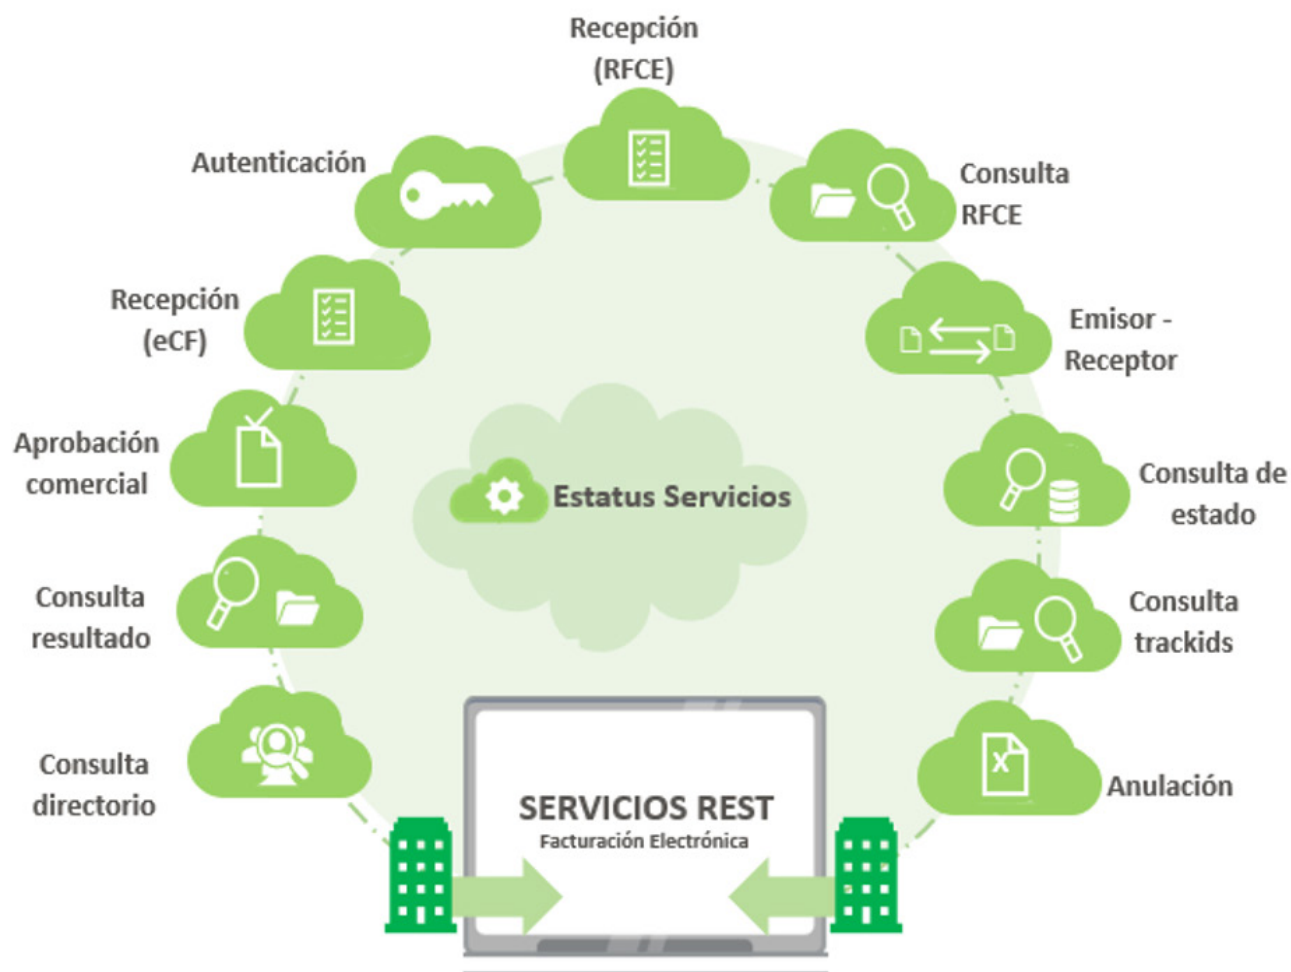 Recepción
(RFCE)
Autenticación
Consulta
RFCE
Recepción
(eCF)
Emisor -
Receptor
Aprobación
comercial
Estatus Servicios
Consulta de
estado
Consulta
resultado
Consulta
trackids
Consulta
directorio
Anulación
X
SERVICIOS REST
Facturación Electrónica